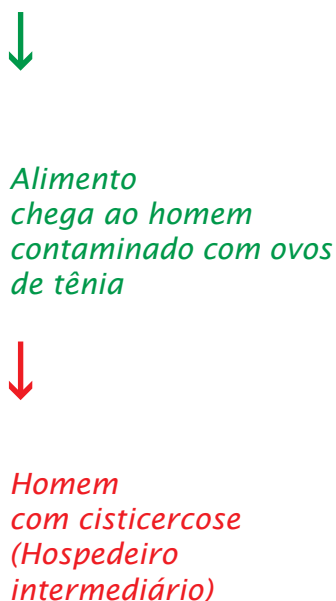 Alimento
chega ao homem
contaminado com ovos
de tênia
Homem
com cisticercose
(Hospedeiro
intermediário)